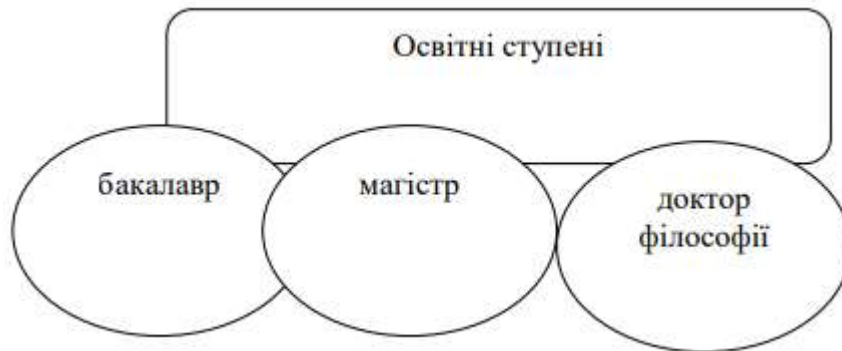 Освітні ступені
бакалавр
магістр
доктор
філософії